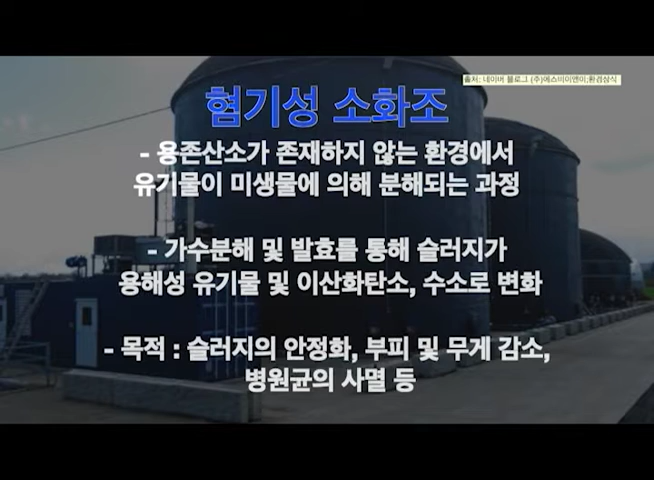 출처: 네이버 블로그 (주)에스비이엔이;환경상식
혐기성 소화조
- 용존산소가 존재하지 않는 환경에서
유기물이 미생물에 의해 분해되는 과정
- 가수분해 및 발효를 통해 슬러지가
용해성 유기물 및 이산화탄소, 수소로 변화
- 목적 : 슬러지의 안정화, 부피 및 무게 감소,
병원균의 사멸 등